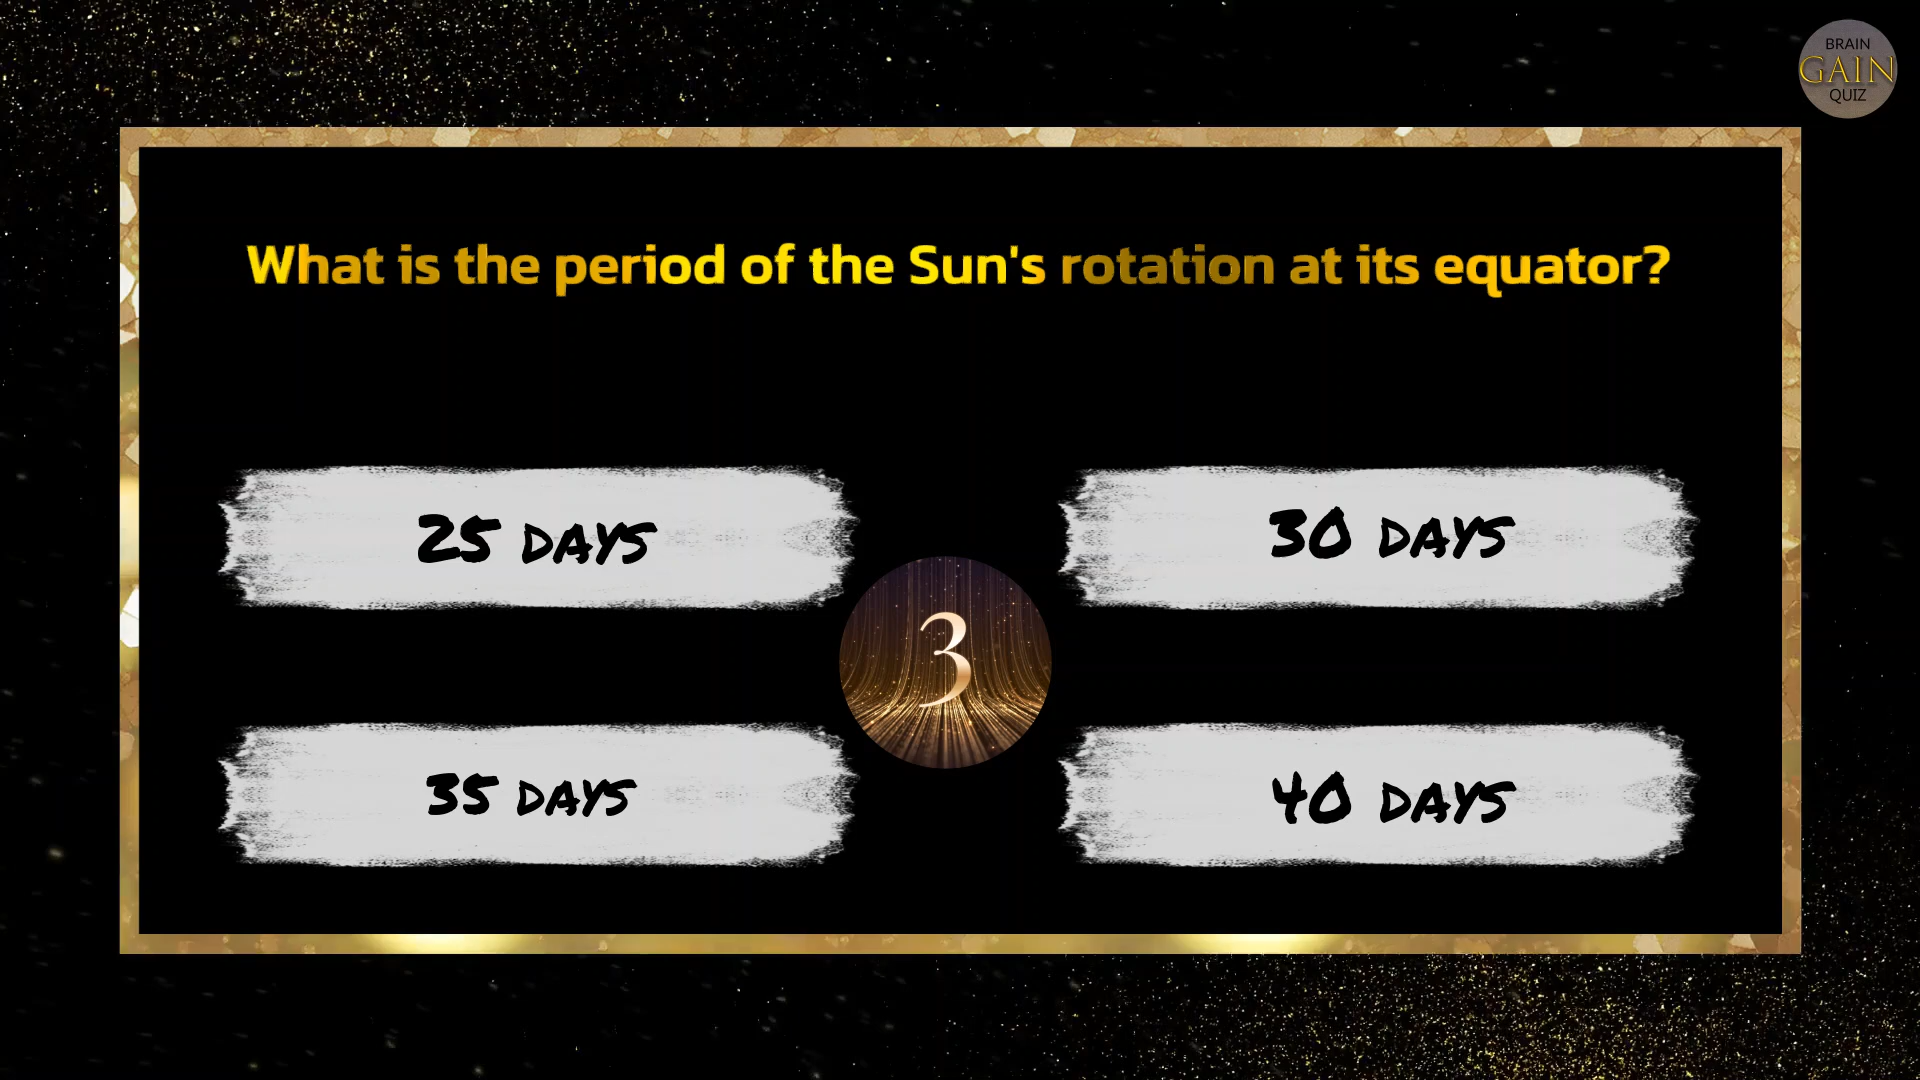 BRAIN
GAIN
QUIZ
What is the period of the Sun's rotation at its equator?
25 DAYS
30 DAYS
3
35 DAYS
40 DAYS